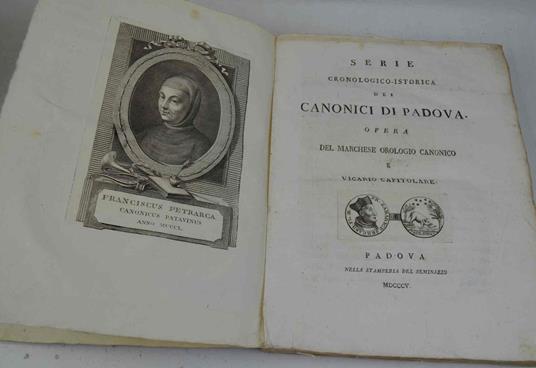 FRANCISCUS PETRARCA
CANONICUS PATAVINUS
ANNO MCCCL.
SERIE
CRONOLOGICO-ISTORICA
DEI
CANONICI DI PADOVA.
OPERA
DEL MARCHESE OROLOGIO CANONICO
E
VICARIO CAPITOLARE.
PADOVA
NELLA STAMPERIA DEL SEMINARIO
MDCCCV.